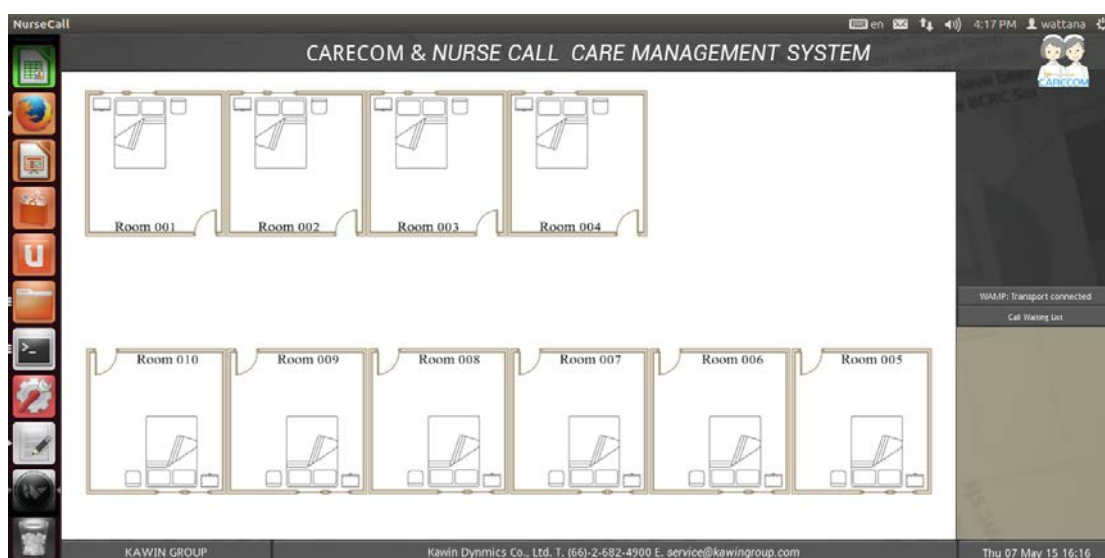 NurseCall
en
4:17 PM
wattana
CARECOM & NURSE CALL CARE MANAGEMENT SYSTEM
CARECOM
Room 001
Room 002
Room 003
Room 004
WAMP: Transport connected
Call Waiting List
Room 010
Room 009
Room 008
Room 007
Room 006
Room 005
KAWIN GROUP
Kawin Dynmics Co., Ltd. T. (66)-2-682-4900 E. service@kawingroup.com
Thu 07 May 15 16:16